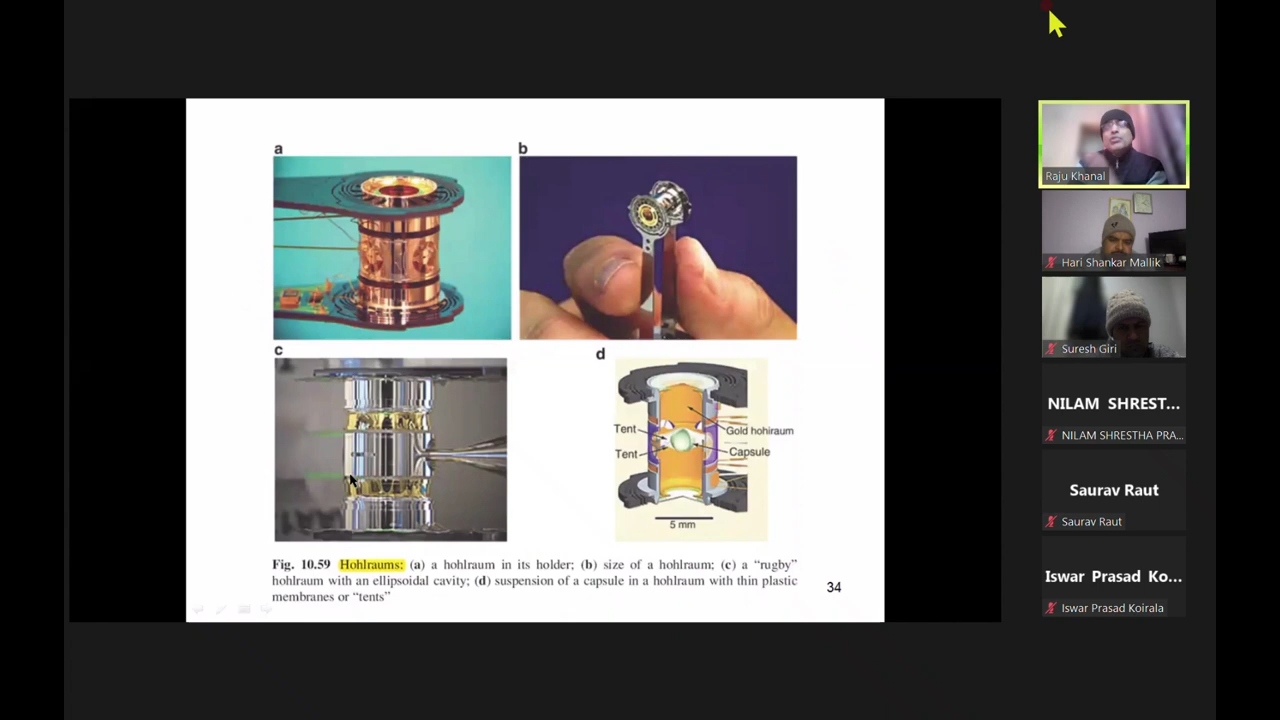 a
b
c
d
Tent
Tent
Gold hohlraum
Capsule
5 mm
Fig. 10.59 Hohlraums: (a) a hohlraum in its holder; (b) size of a hohlraum; (c) a “rugby”
hohlraum with an ellipsoidal cavity; (d) suspension of a capsule in a hohlraum with thin plastic
membranes or “tents”
34
Raju Khanal
Hari Shankar Mallik
Suresh Giri
NILAM SHREST...
NILAM SHRESTHA PRA...
Saurav Raut
Saurav Raut
Iswar Prasad Ko...
Iswar Prasad Koirala